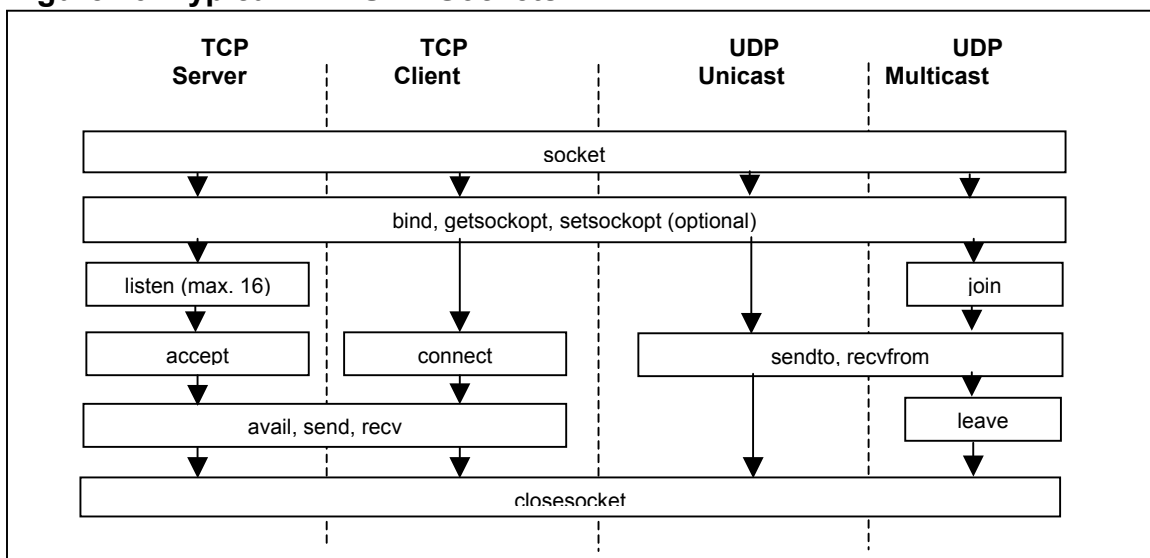 TCP Server
TCP Client
UDP Unicast
UDP Multicast
socket
bind, getsockopt, setsockopt (optional)
listen (max. 16)
join
accept
connect
sendto, recvfrom
avail, send, recv
leave
closesocket